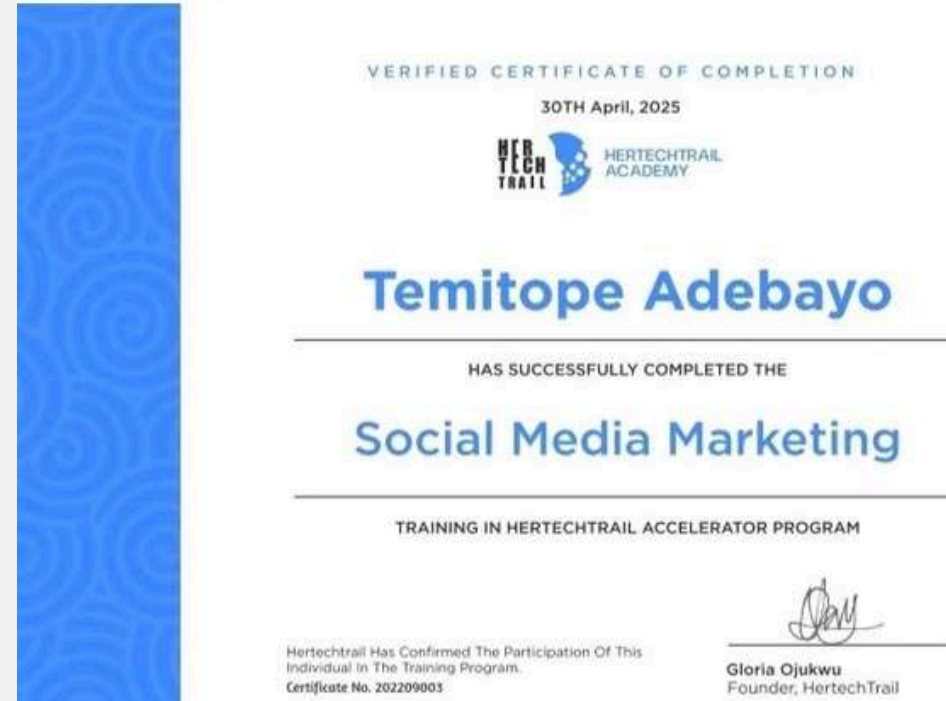 VERIFIED CERTIFICATE OF COMPLETION
30TH April, 2025
HER
TECH
TRAIL
HERTECHTRAIL
ACADEMY
Temitope Adebayo
HAS SUCCESSFULLY COMPLETED THE
Social Media Marketing
TRAINING IN HERTECHTRAIL ACCELERATOR PROGRAM
Hertechtrail Has Confirmed The Participation Of This
Individual In The Training Program.
Certificate No. 202209003
Gloria Ojukwu
Founder, HertechTrail